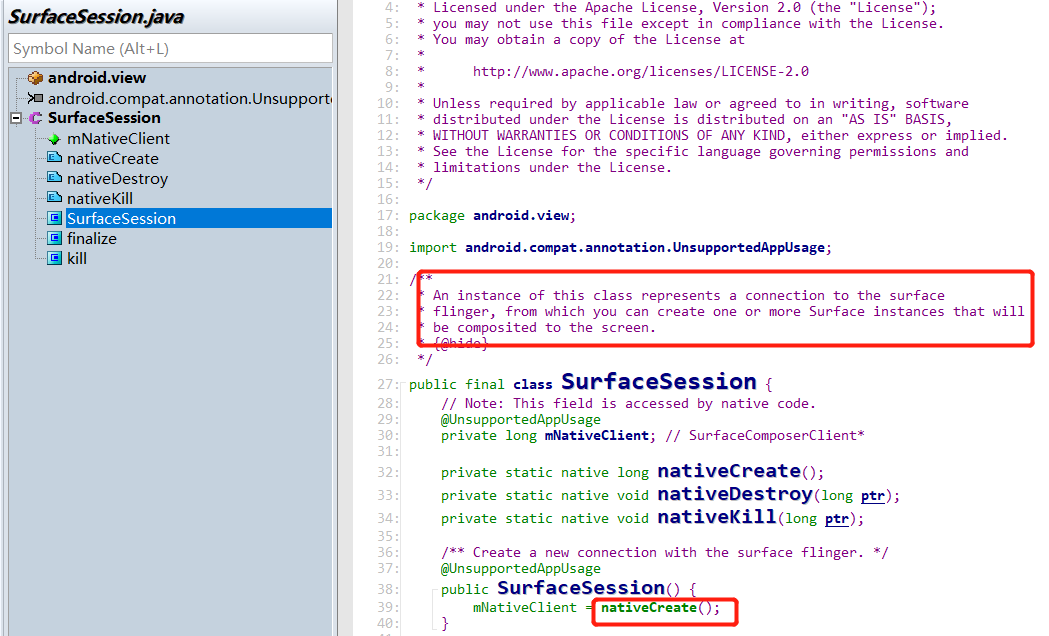 SurfaceSession.java
Symbol Name (Alt+L)
android.view
android.compat.annotation.Unsupporte
SurfaceSession
mNativeClient
nativeCreate
nativeDestroy
nativeKill
SurfaceSession
finalize
kill
4: * Licensed under the Apache License, Version 2.0 (the "License");
5: * you may not use this file except in compliance with the License.
6: * You may obtain a copy of the License at
7: *
8: *      http://www.apache.org/licenses/LICENSE-2.0
9: *
10: * Unless required by applicable law or agreed to in writing, software
11: * distributed under the License is distributed on an "AS IS" BASIS,
12: * WITHOUT WARRANTIES OR CONDITIONS OF ANY KIND, either express or implied.
13: * See the License for the specific language governing permissions and
14: * limitations under the License.
15: */
16:
17: package android.view;
18:
19: import android.compat.annotation.UnsupportedAppUsage;
20:
21: /**
22: * An instance of this class represents a connection to the surface
23: * flinger, from which you can create one or more Surface instances that will
24: * be composited to the screen.
25: * {@hide}
26: */
27: public final class SurfaceSession {
28:     // Note: This field is accessed by native code.
29:     @UnsupportedAppUsage
30:     private long mNativeClient; // SurfaceComposerClient*
31:
32:     private static native long nativeCreate();
33:     private static native void nativeDestroy(long ptr);
34:     private static native void nativeKill(long ptr);
35:
36:     /** Create a new connection with the surface flinger. */
37:     @UnsupportedAppUsage
38:     public SurfaceSession() {
39:         mNativeClient = nativeCreate();
40:     }